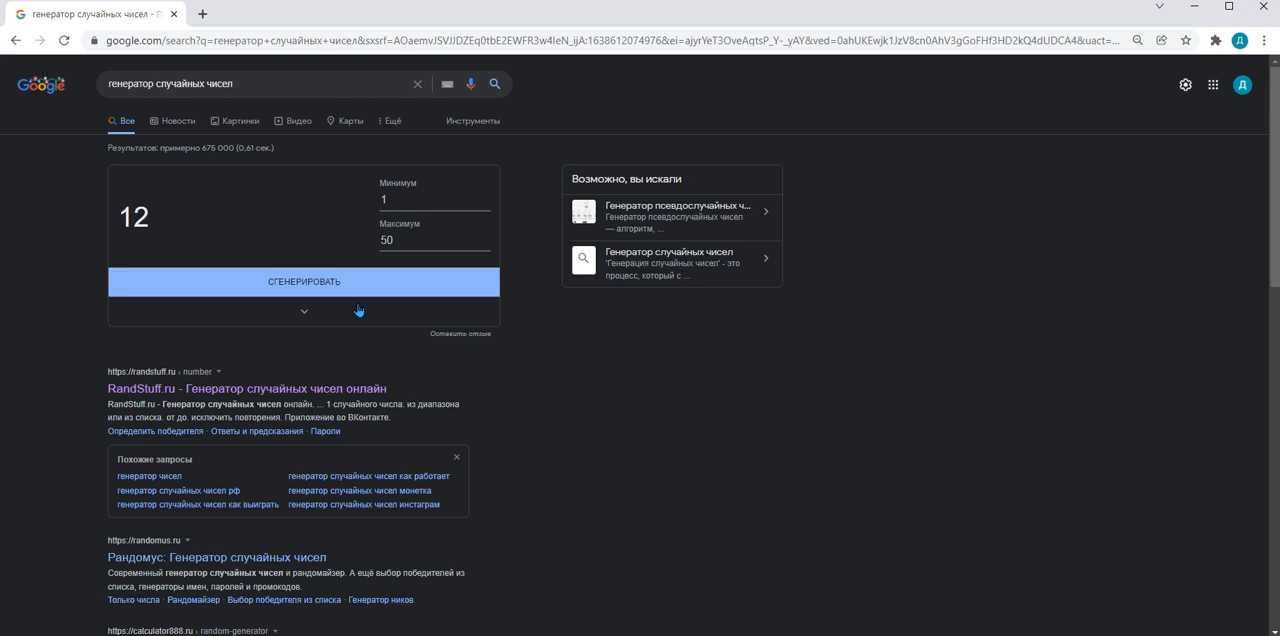 генератор случайных чисел - П
google.com/search?q=генератор+случайных+чисел&sxsrf=AOaemvJSVJJDZEq0tbE2EWFR3w4IeN_ijA:1638612074976&ei=ajyrYeT3OveAqtsP_Y-_yAY&ved=0ahUKEwjk1JzV8cn0AhV3gGoFHf3HD2kQ4dUDCA4&uact=...
Д
Google
генератор случайных чисел
Д
Все
Новости
Картинки
Видео
Карты
Ещё
Инструменты
Результатов: примерно 675 000 (0,61 сек.)
12
Минимум
1
Максимум
50
СГЕНЕРИРОВАТЬ
Оставить отзыв
Возможно, вы искали
Генератор псевдослучайных ч...
Генератор псевдослучайных чисел
— алгоритм, ...
Генератор случайных чисел
'Генерация случайных чисел' - это
процесс, который с ...
https://randstuff.ru › number
RandStuff.ru - Генератор случайных чисел онлайн
RandStuff.ru - Генератор случайных чисел онлайн. ... 1 случайного числа. из диапазона
или из списка. от до. исключить повторения. Приложение во ВКонтакте.
Определить победителя · Ответы и предсказания · Пароли
Похожие запросы
генератор чисел
генератор случайных чисел как работает
генератор случайных чисел рф
генератор случайных чисел монетка
генератор случайных чисел как выиграть
генератор случайных чисел инстаграм
https://randomus.ru
Рандомус: Генератор случайных чисел
Современный генератор случайных чисел и рандомайзер. А ещё выбор победителей из
списка, генераторы имен, паролей и промокодов.
Только числа · Рандомайзер · Выбор победителя из списка · Генератор ников
https://calculator888.ru › random-generator